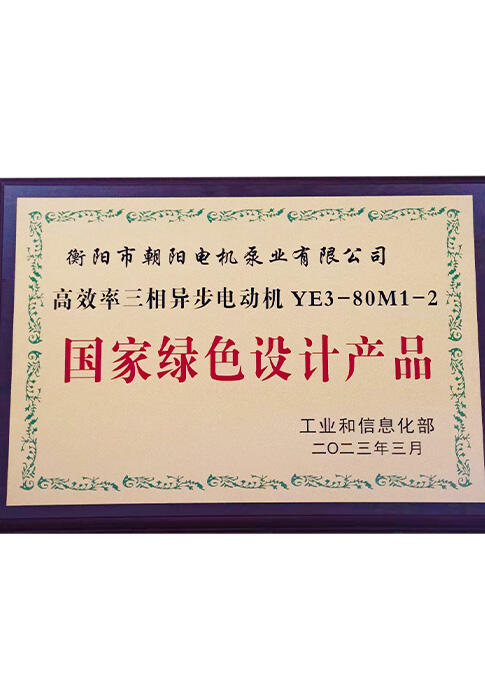 衡阳市朝阳电机泵业有限公司
高效率三相异步电动机 YE3-80M1-2
国家绿色设计产品
工业和信息化部
二〇二三年三月